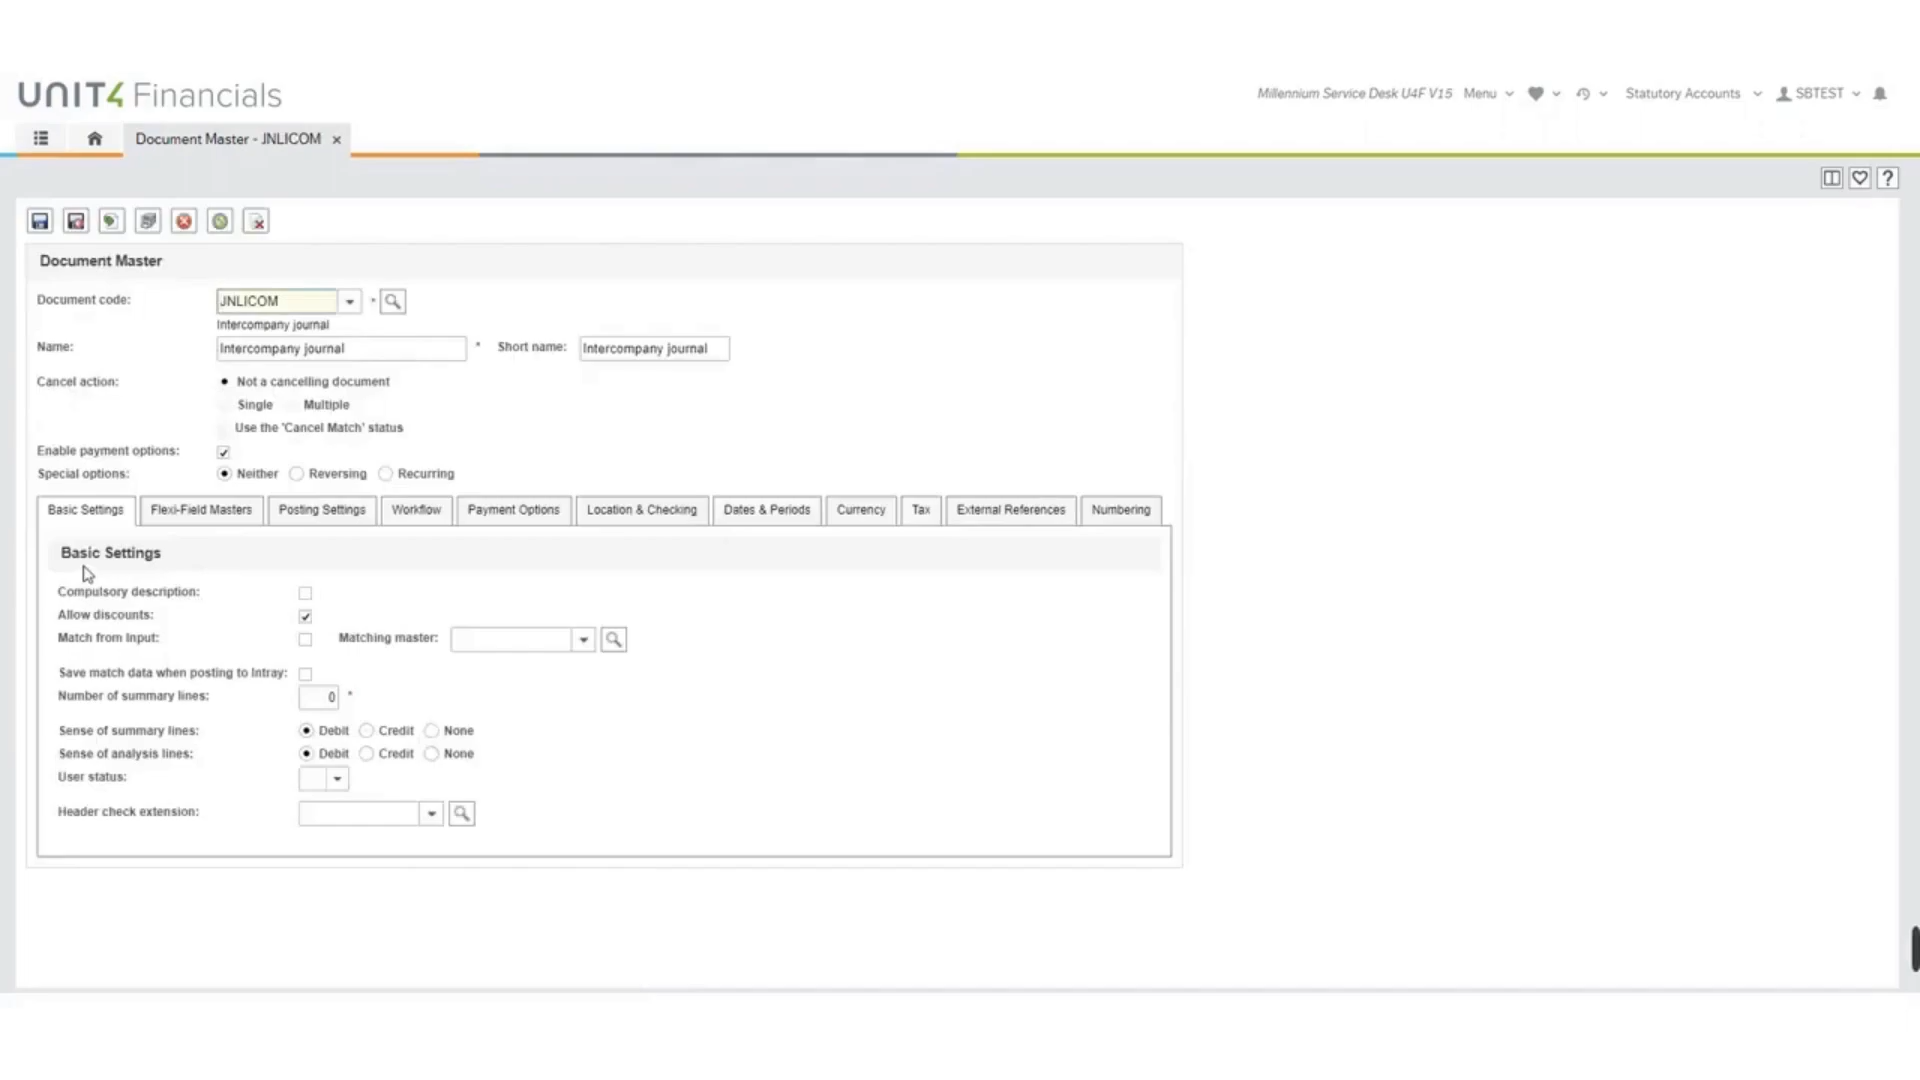 UNIT4 Financials
Millennium Service Desk U4F V15 Menu Statutory Accounts SBTEST
Document Master - JNLICOM ×
?
Document Master
Document code: JNLICOM *
Intercompany journal
Name: Intercompany journal * Short name: Intercompany journal
Cancel action: Not a cancelling document
Single Multiple
Use the 'Cancel Match' status
Enable payment options:
Special options: Neither Reversing Recurring
Basic Settings Flexi-Field Masters Posting Settings Workflow Payment Options Location & Checking Dates & Periods Currency Tax External References Numbering
Basic Settings
Compulsory description:
Allow discounts:
Match from Input: Matching master:
Save match data when posting to Intray:
Number of summary lines: 0 *
Sense of summary lines: Debit Credit None
Sense of analysis lines: Debit Credit None
User status:
Header check extension: